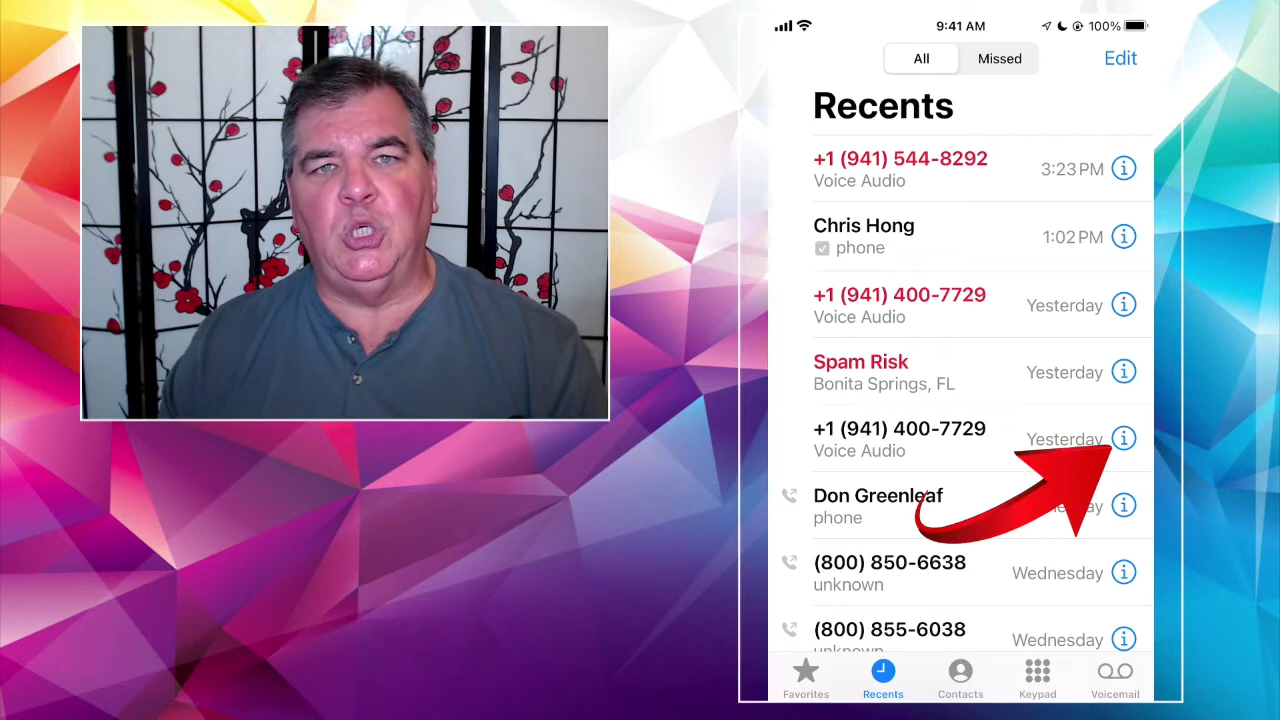 9:41 AM
100%
All
Missed
Edit
Recents
+1 (941) 544-8292
Voice Audio
3:23 PM
Chris Hong
phone
1:02 PM
+1 (941) 400-7729
Voice Audio
Yesterday
Spam Risk
Bonita Springs, FL
Yesterday
+1 (941) 400-7729
Voice Audio
Yesterday
Don Greenleaf
phone
(800) 850-6638
unknown
Wednesday
(800) 855-6038
unknown
Wednesday
Favorites
Recents
Contacts
Keypad
Voicemail